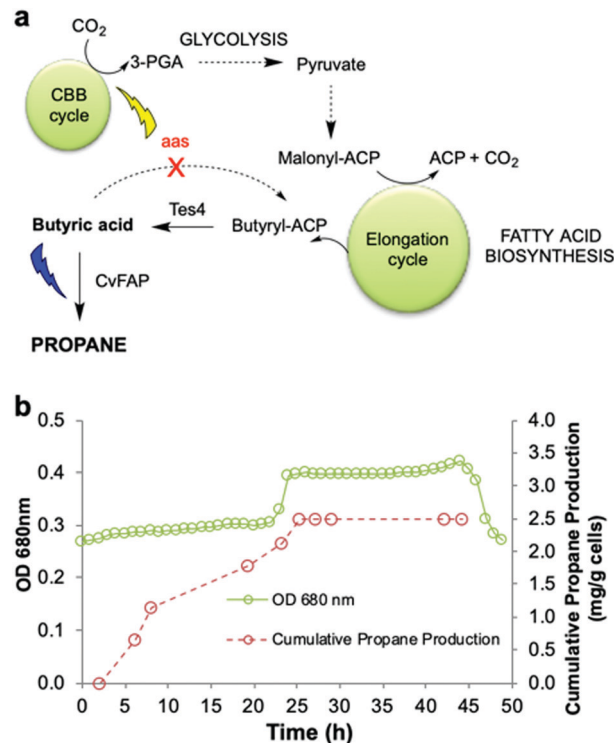 a
CO2
GLYCOLYSIS
3-PGA
Pyruvate
CBB
cycle
aas
X
Malonyl-ACP
ACP + CO2
Tes4
Butyric acid
Butyryl-ACP
Elongation
cycle
FATTY ACID
BIOSYNTHESIS
CvFAP
PROPANE
b
0.5
0.4
0.3
0.2
0.1
0.0
OD 680nm
4.0
3.5
3.0
2.5
2.0
1.5
1.0
0.5
0.0
Cumulative Propane Production
(mg/g cells)
OD 680 nm
Cumulative Propane Production
0 5 10 15 20 25 30 35 40 45 50
Time (h)